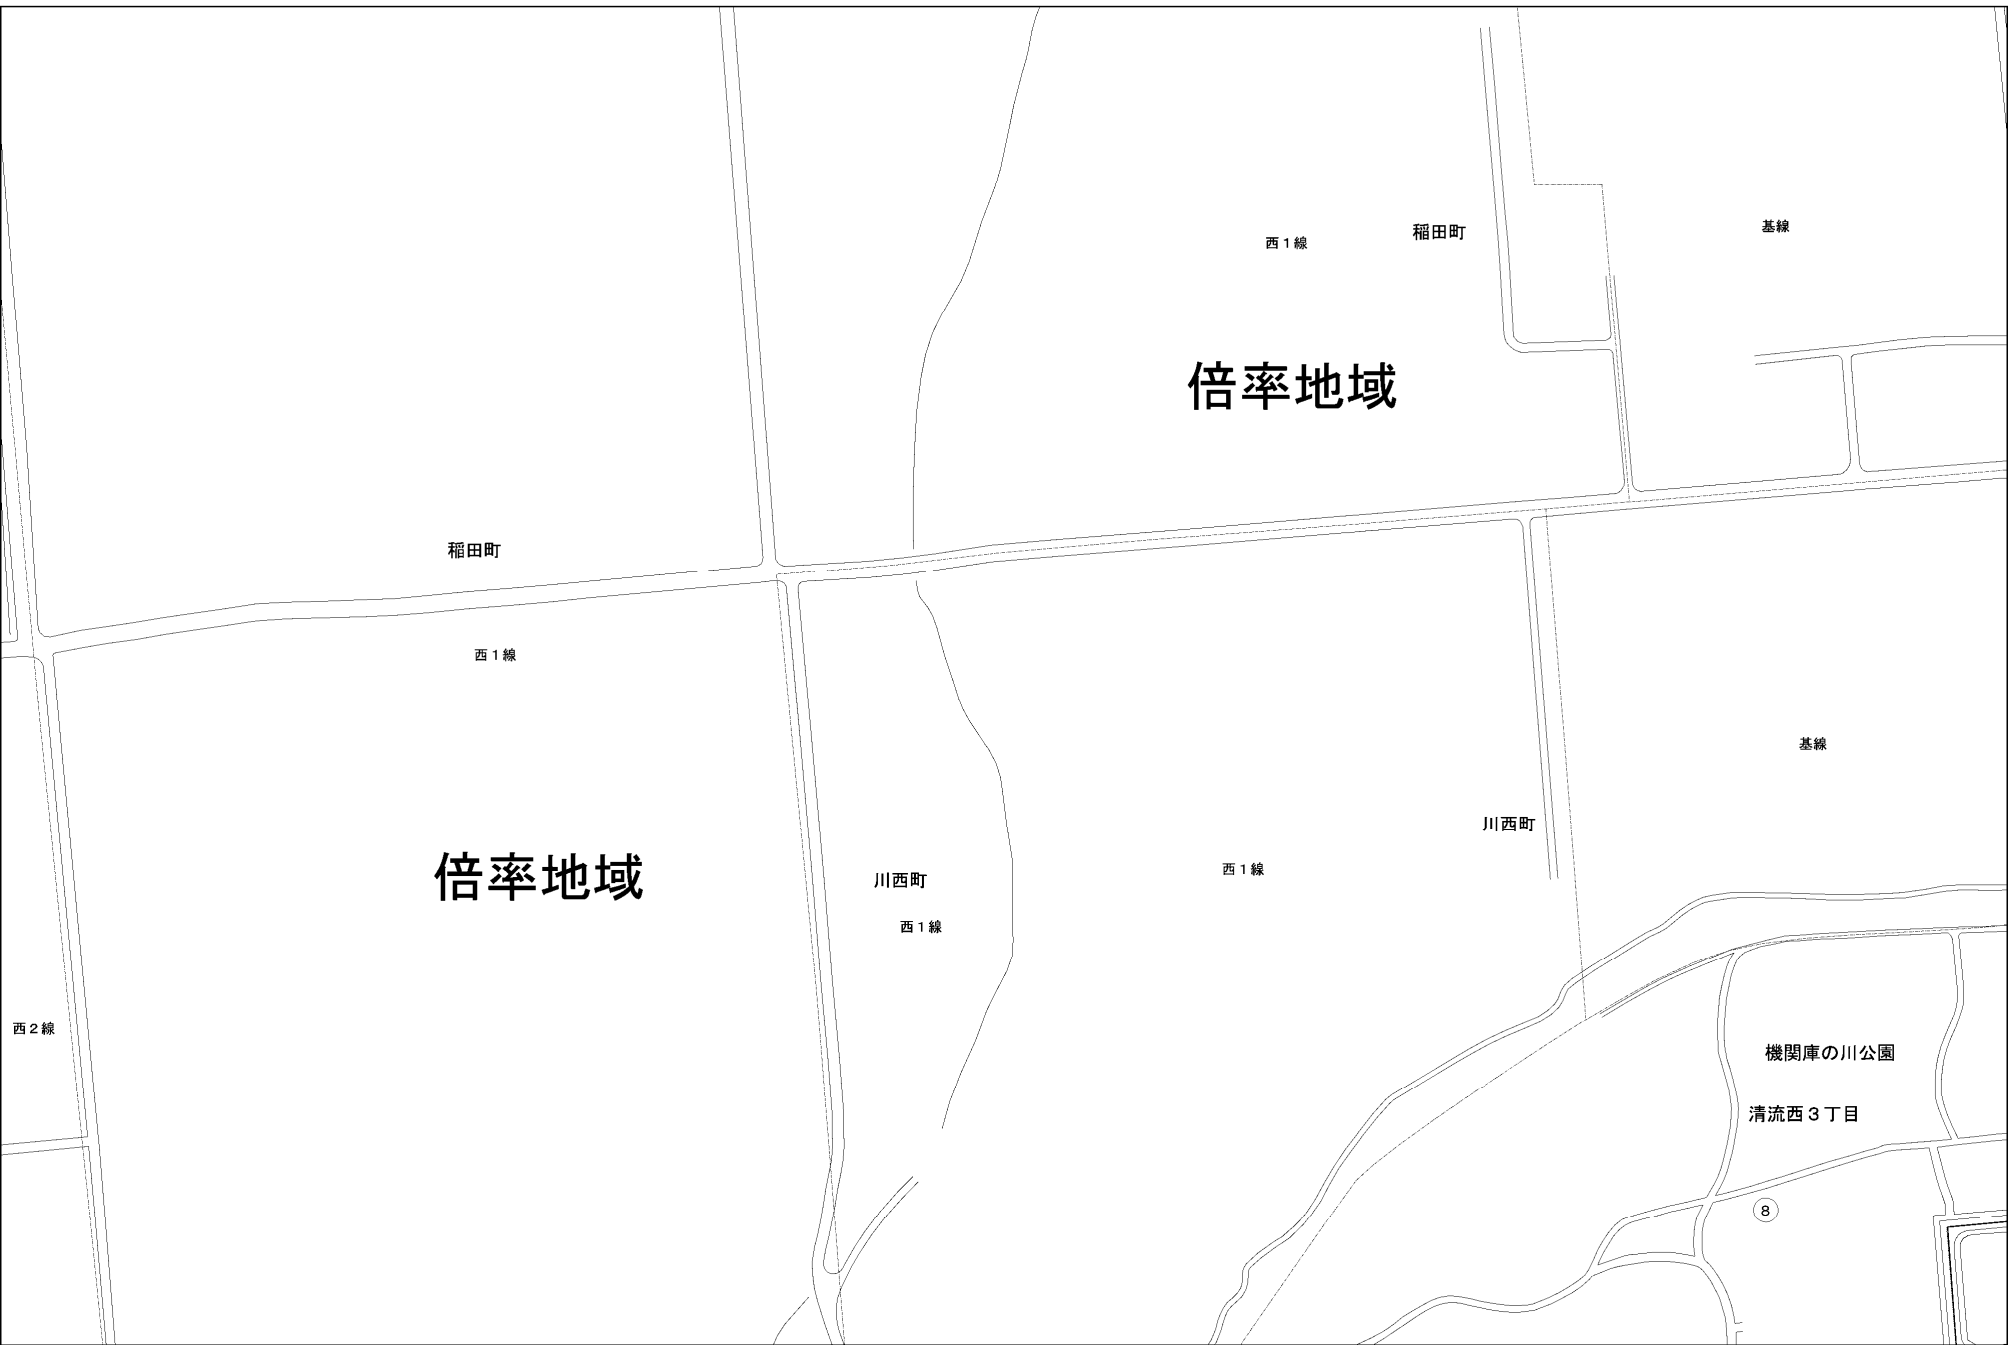 基線
稲田町
西１線
倍率地域
稲田町
西１線
基線
川西町
西１線
倍率地域
川西町
西１線
西２線
機関庫の川公園
清流西３丁目
8